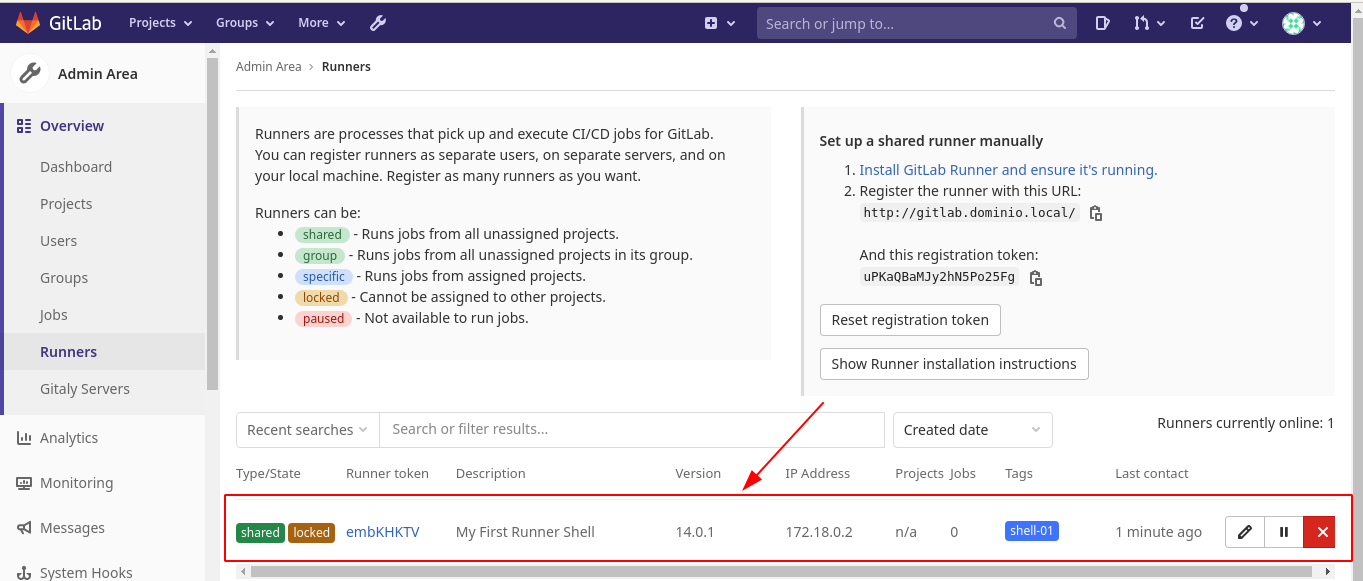 GitLab Projects Groups More Search or jump to...
Admin Area
Overview
Dashboard
Projects
Users
Groups
Jobs
Runners
Gitaly Servers
Analytics
Monitoring
Messages
System Hooks
Admin Area › Runners
Runners are processes that pick up and execute CI/CD jobs for GitLab.
You can register runners as separate users, on separate servers, and on
your local machine. Register as many runners as you want.
Runners can be:
• shared - Runs jobs from all unassigned projects.
• group - Runs jobs from all unassigned projects in its group.
• specific - Runs jobs from assigned projects.
• locked - Cannot be assigned to other projects.
• paused - Not available to run jobs.
Set up a shared runner manually
1. Install GitLab Runner and ensure it's running.
2. Register the runner with this URL:
http://gitlab.dominio.local/
And this registration token:
uPKaQBaMJy2hN5Po25Fg
Reset registration token
Show Runner installation instructions
Recent searches Search or filter results... Created date Runners currently online: 1
Type/State Runner token Description Version IP Address Projects Jobs Tags Last contact
shared locked embKHKTV My First Runner Shell 14.0.1 172.18.0.2 n/a 0 shell-01 1 minute ago